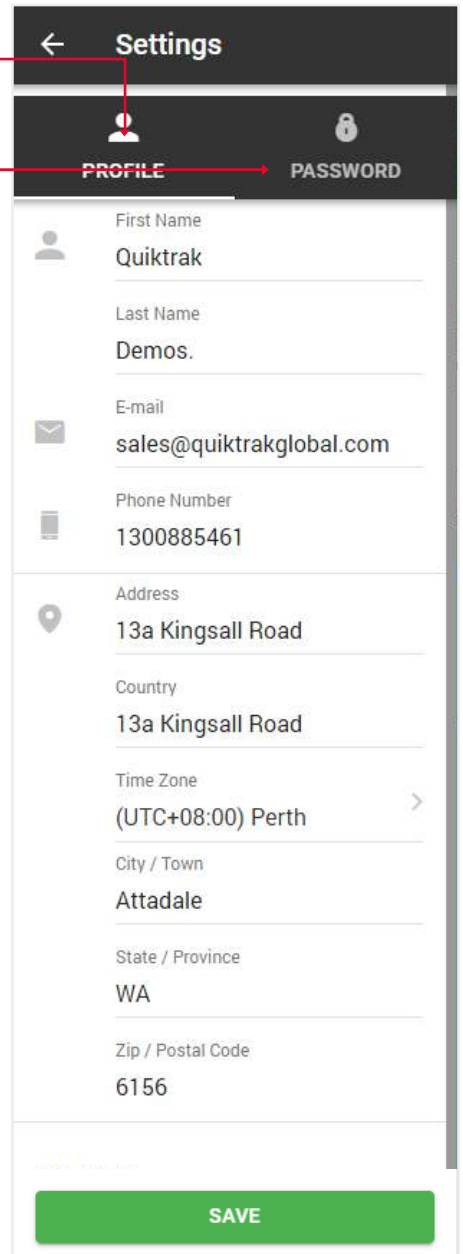 Settings
PROFILE PASSWORD
First Name
Quiktrak
Last Name
Demos.
E-mail
sales@quiktrakglobal.com
Phone Number
1300885461
Address
13a Kingsall Road
Country
13a Kingsall Road
Time Zone
(UTC+08:00) Perth
City / Town
Attadale
State / Province
WA
Zip / Postal Code
6156
SAVE